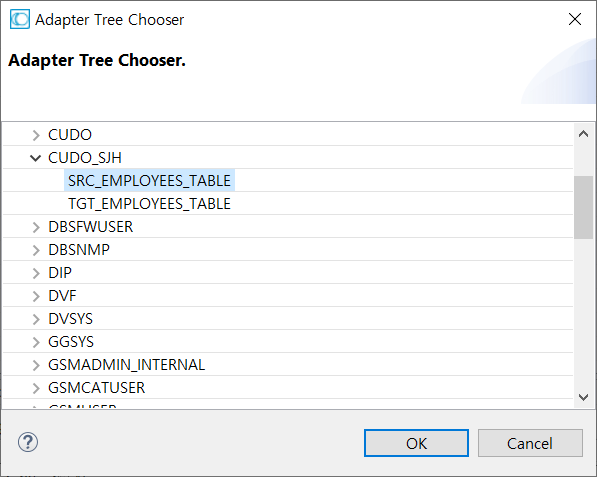 Adapter Tree Chooser
Adapter Tree Chooser.
CUDO
CUDO_SJH
SRC_EMPLOYEES_TABLE
TGT_EMPLOYEES_TABLE
DBSFWUSER
DBSNMP
DIP
DVF
DVSYS
GGSYS
GSMADMIN_INTERNAL
GSMCATUSER
GSMUSER
OK
Cancel